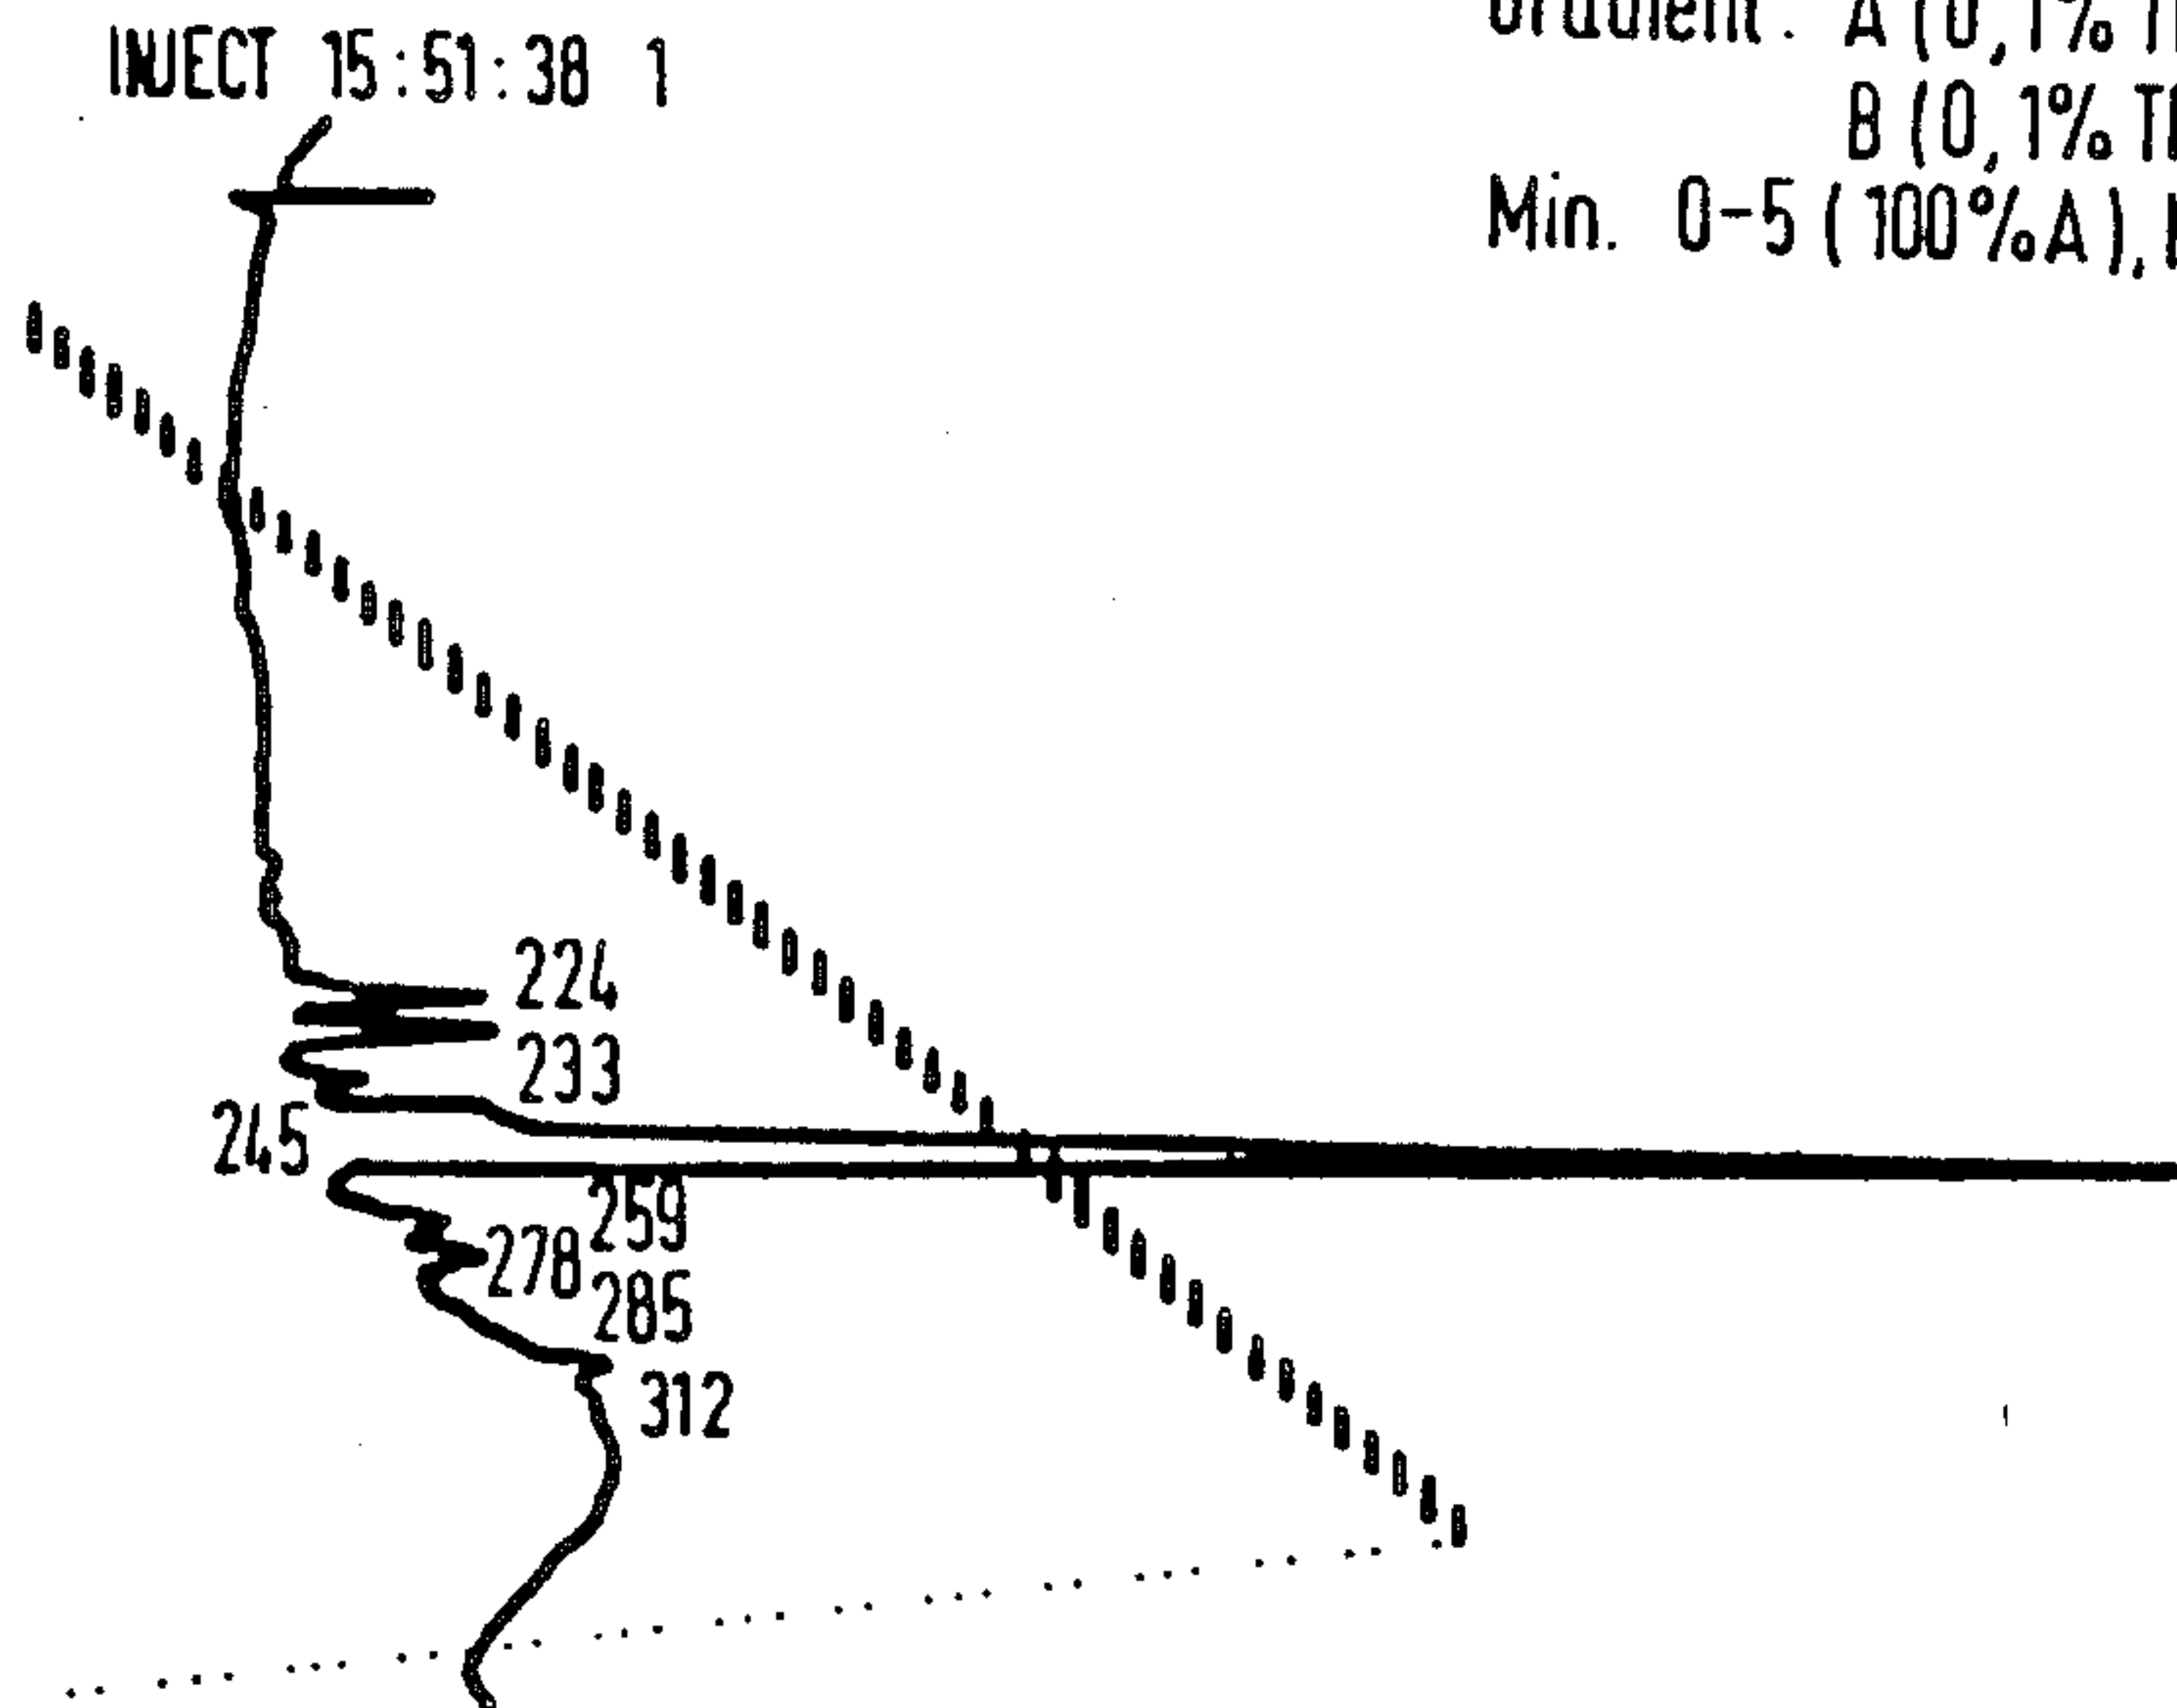 INJECT 15:51:38 1
Gradient: A (0,1%
B (0,1%
Min. 0-5 (100%A),
224
233
245
259
278
285
312